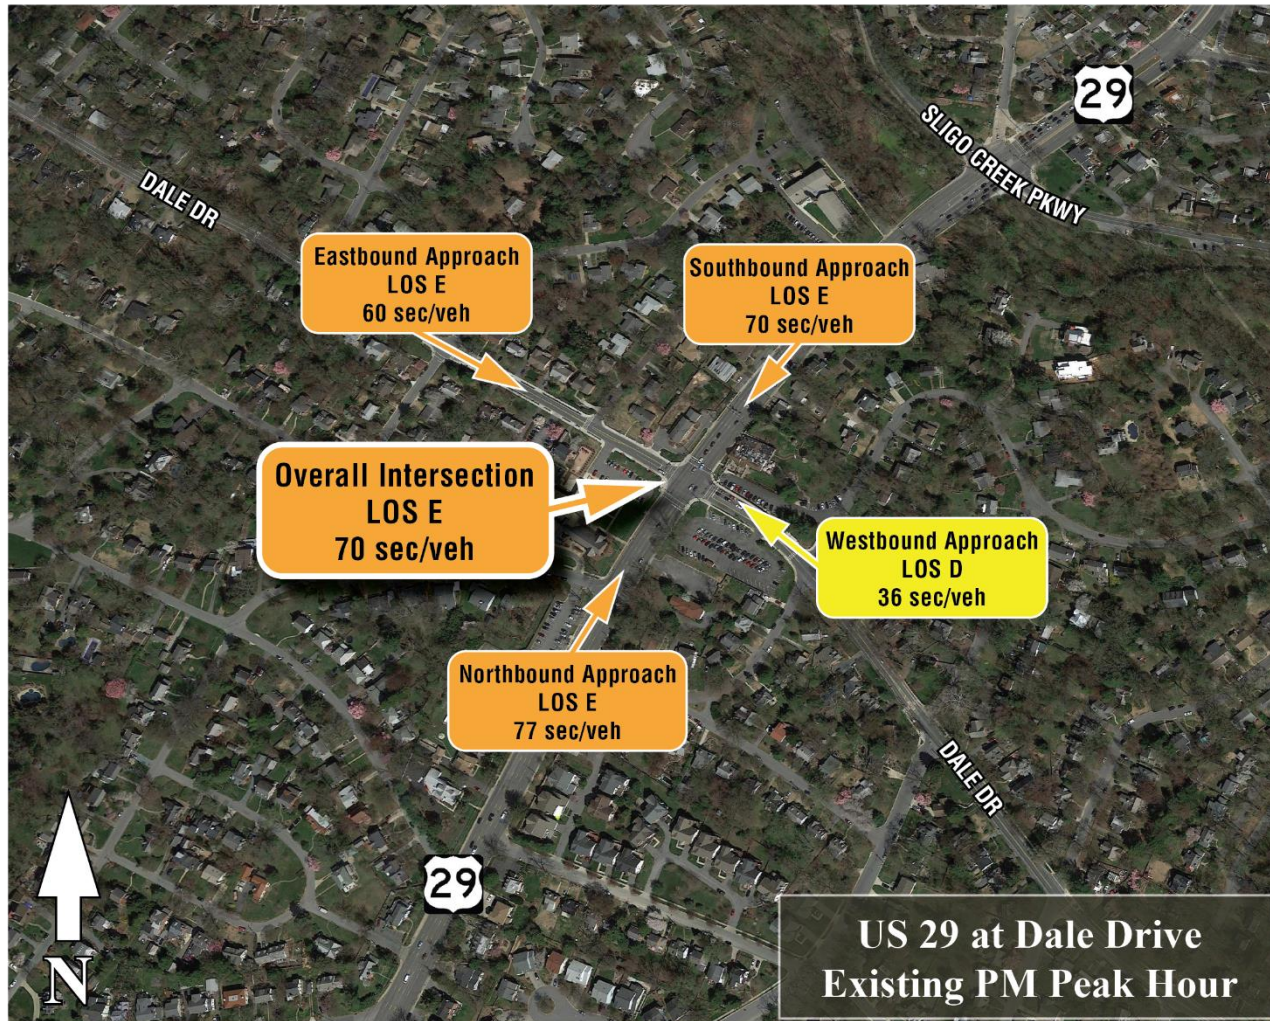 29
SLIGO CREEK PKWY
DALE DR
Eastbound Approach
LOS E
60 sec/veh
Southbound Approach
LOS E
70 sec/veh
Overall Intersection
LOS E
70 sec/veh
Westbound Approach
LOS D
36 sec/veh
Northbound Approach
LOS E
77 sec/veh
DALE DR
29
N
US 29 at Dale Drive
Existing PM Peak Hour